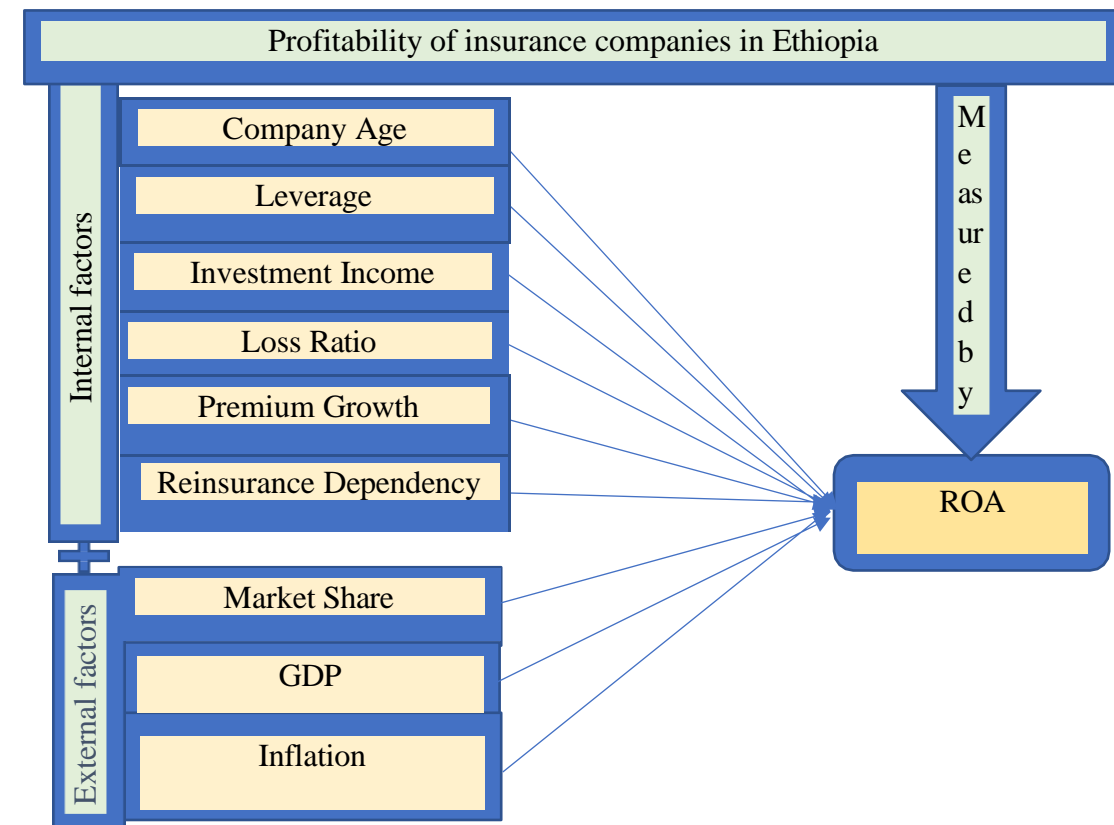 Profitability of insurance companies in Ethiopia
Internal factors
Company Age
Leverage
Investment Income
Loss Ratio
Premium Growth
Reinsurance Dependency
External factors
Market Share
GDP
Inflation
M
e
as
ur
e
d
b
y
ROA